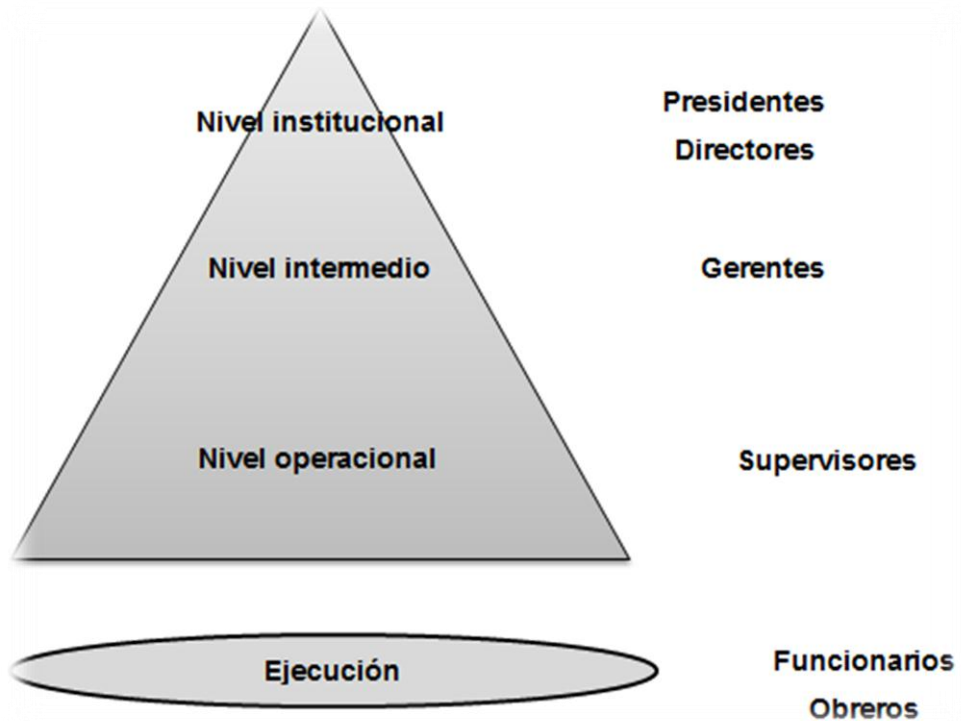 Nivel institucional
Presidentes
Directores
Nivel intermedio
Gerentes
Nivel operacional
Supervisores
Ejecución
Funcionarios
Obreros